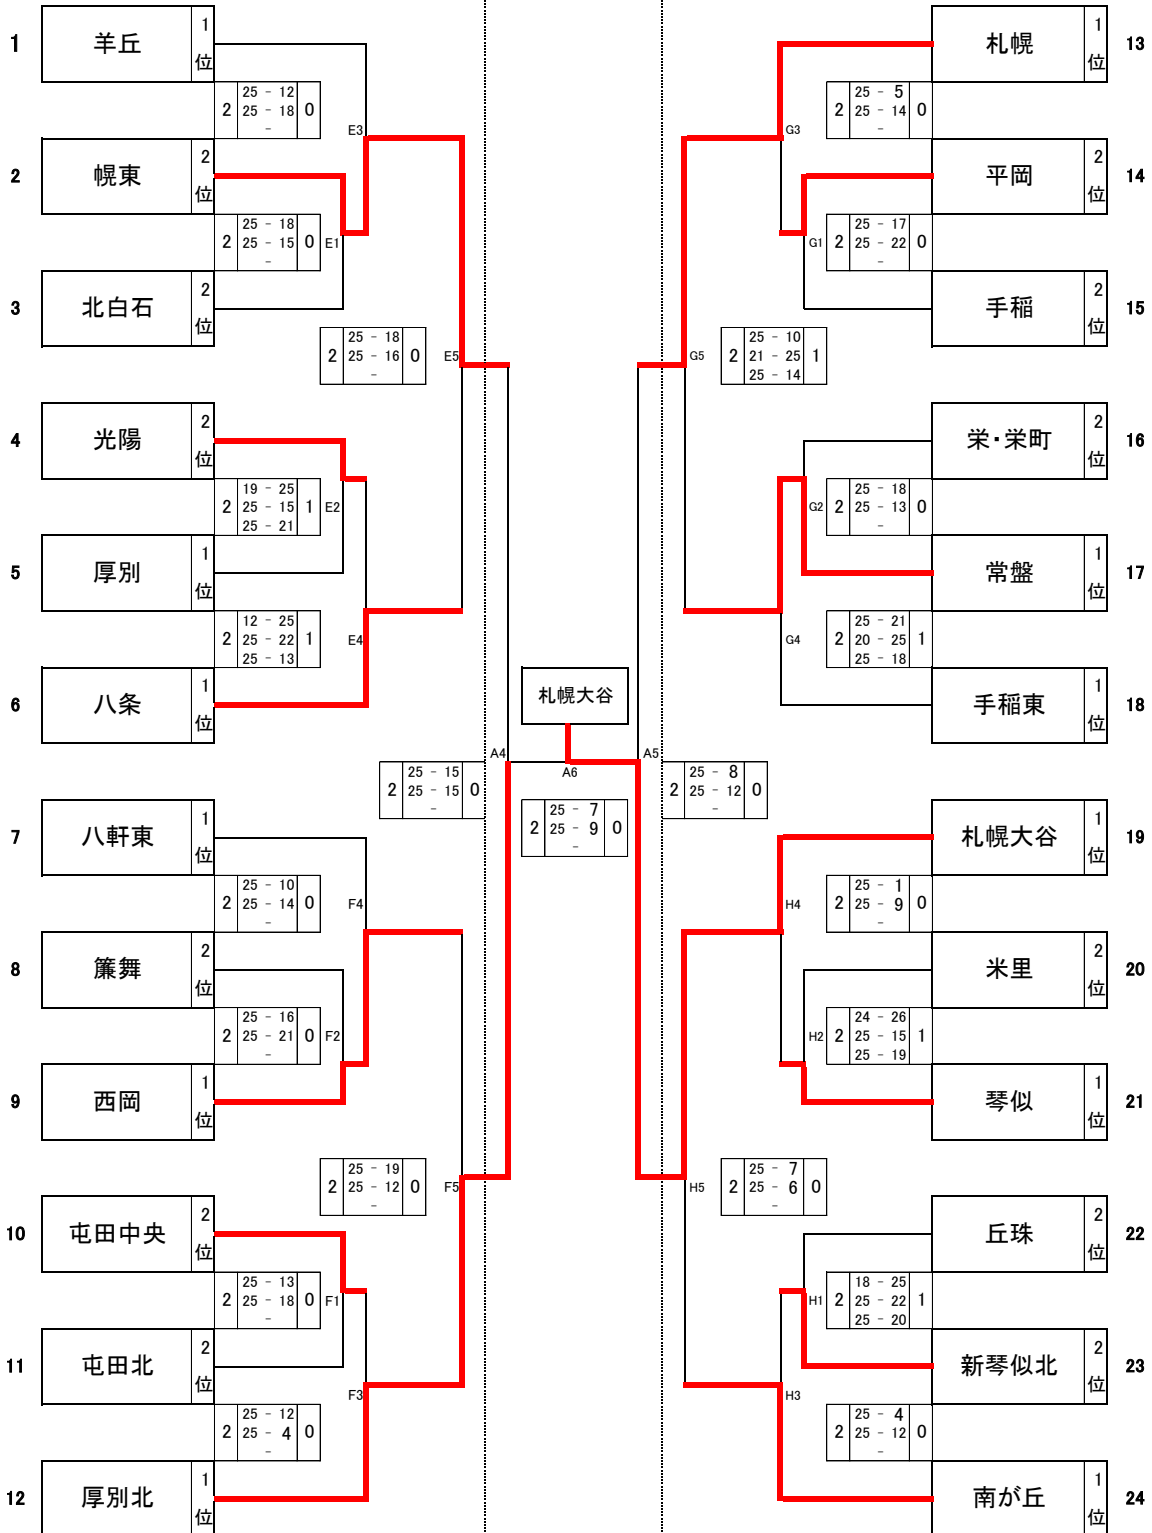 1 羊丘 1位
2 25 - 12 0
25 - 18
-
E3
2 幌東 2位
2 25 - 18 0
25 - 15
-
E1
3 北白石 2位
2 25 - 18 0
25 - 16
-
E5
4 光陽 2位
2 19 - 25 1
25 - 15
25 - 21
E2
5 厚別 1位
2 12 - 25 1
25 - 22
25 - 13
E4
6 八条 1位
A4
2 25 - 15 0
25 - 15
-
7 八軒東 1位
2 25 - 10 0
25 - 14
-
F4
8 簾舞 2位
2 25 - 16 0
25 - 21
-
F2
9 西岡 1位
2 25 - 19 0
25 - 12
-
F5
10 屯田中央 2位
2 25 - 13 0
25 - 18
-
F1
11 屯田北 2位
2 25 - 12 0
25 - 4
-
F3
12 厚別北 1位
札幌大谷
A6
2 25 - 7 0
25 - 9
-
札幌 1位 13
G3
2 25 - 5 0
25 - 14
-
平岡 2位 14
G1
2 25 - 17 0
25 - 22
-
手稲 2位 15
G5
2 25 - 10 1
21 - 25
25 - 14
栄・栄町 2位 16
G2
2 25 - 18 0
25 - 13
-
常盤 1位 17
G4
2 25 - 21 1
20 - 25
25 - 18
手稲東 1位 18
A5
2 25 - 8 0
25 - 12
-
札幌大谷 1位 19
H4
2 25 - 1 0
25 - 9
-
米里 2位 20
H2
2 24 - 26 1
25 - 15
25 - 19
琴似 1位 21
H5
2 25 - 7 0
25 - 6
-
丘珠 2位 22
H1
2 18 - 25 1
25 - 22
25 - 20
新琴似北 2位 23
H3
2 25 - 4 0
25 - 12
-
南が丘 1位 24